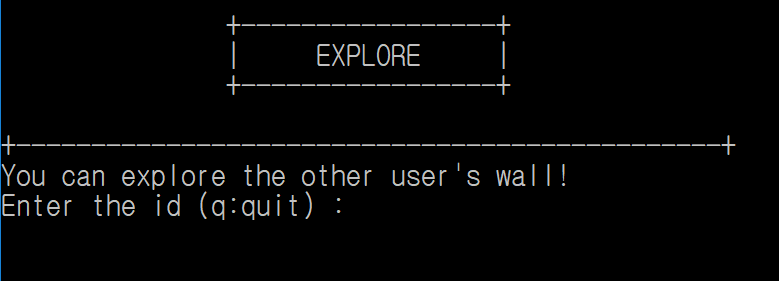 +----------------+
|     EXPLORE     |
+----------------+
+-----------------------------------------------+
You can explore the other user's wall!
Enter the id (q:quit) :